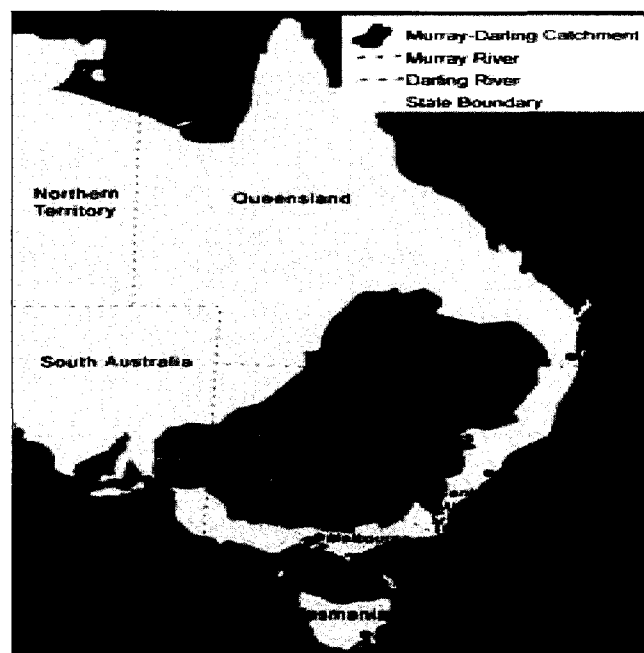 Murray-Darling Catchment
Murray River
Darling River
State Boundary
Northern
Territory
Queensland
South Australia